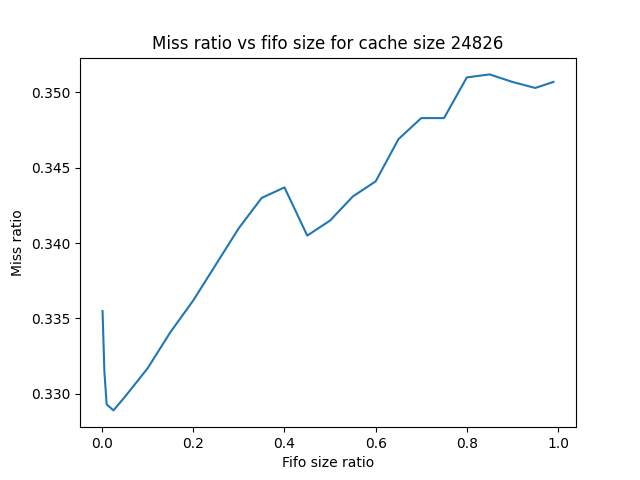 Miss ratio vs fifo size for cache size 24826
0.350
0.345
0.340
0.335
0.330
Miss ratio
0.0 0.2 0.4 0.6 0.8 1.0
Fifo size ratio